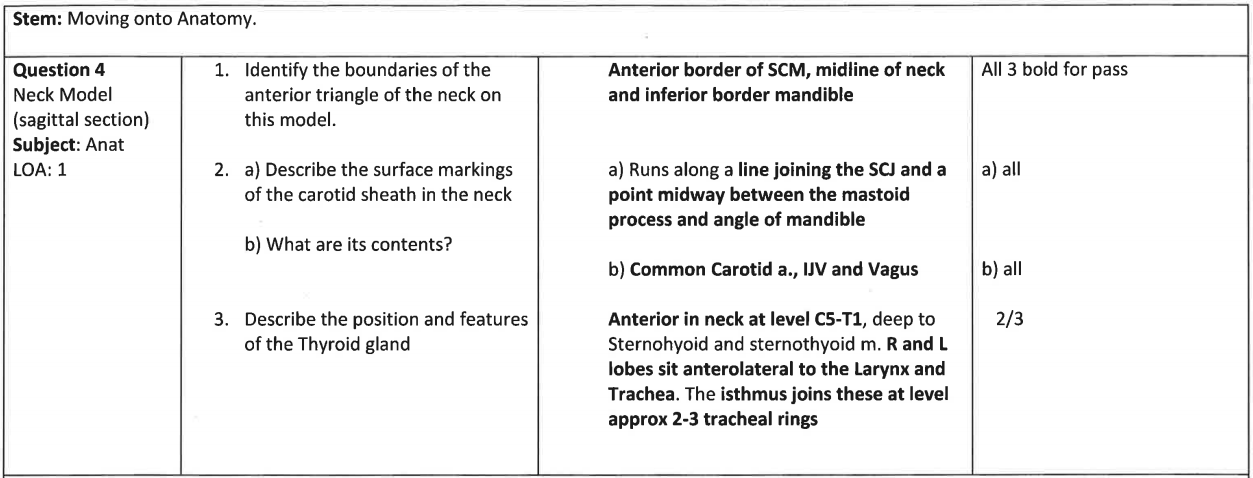 Stem: Moving onto Anatomy.
Question 4
Neck Model
(sagittal section)
Subject: Anat
LOA: 1
1. Identify the boundaries of the
anterior triangle of the neck on
this model.
Anterior border of SCM, midline of neck
and inferior border mandible
All 3 bold for pass
2. a) Describe the surface markings
of the carotid sheath in the neck
a) Runs along a line joining the SCJ and a
point midway between the mastoid
process and angle of mandible
a) all
b) What are its contents?
b) Common Carotid a., IJV and Vagus
b) all
3. Describe the position and features
of the Thyroid gland
Anterior in neck at level C5-T1, deep to
Sternohyoid and sternothyoid m. R and L
lobes sit anterolateral to the Larynx and
Trachea. The isthmus joins these at level
approx 2-3 tracheal rings
2/3